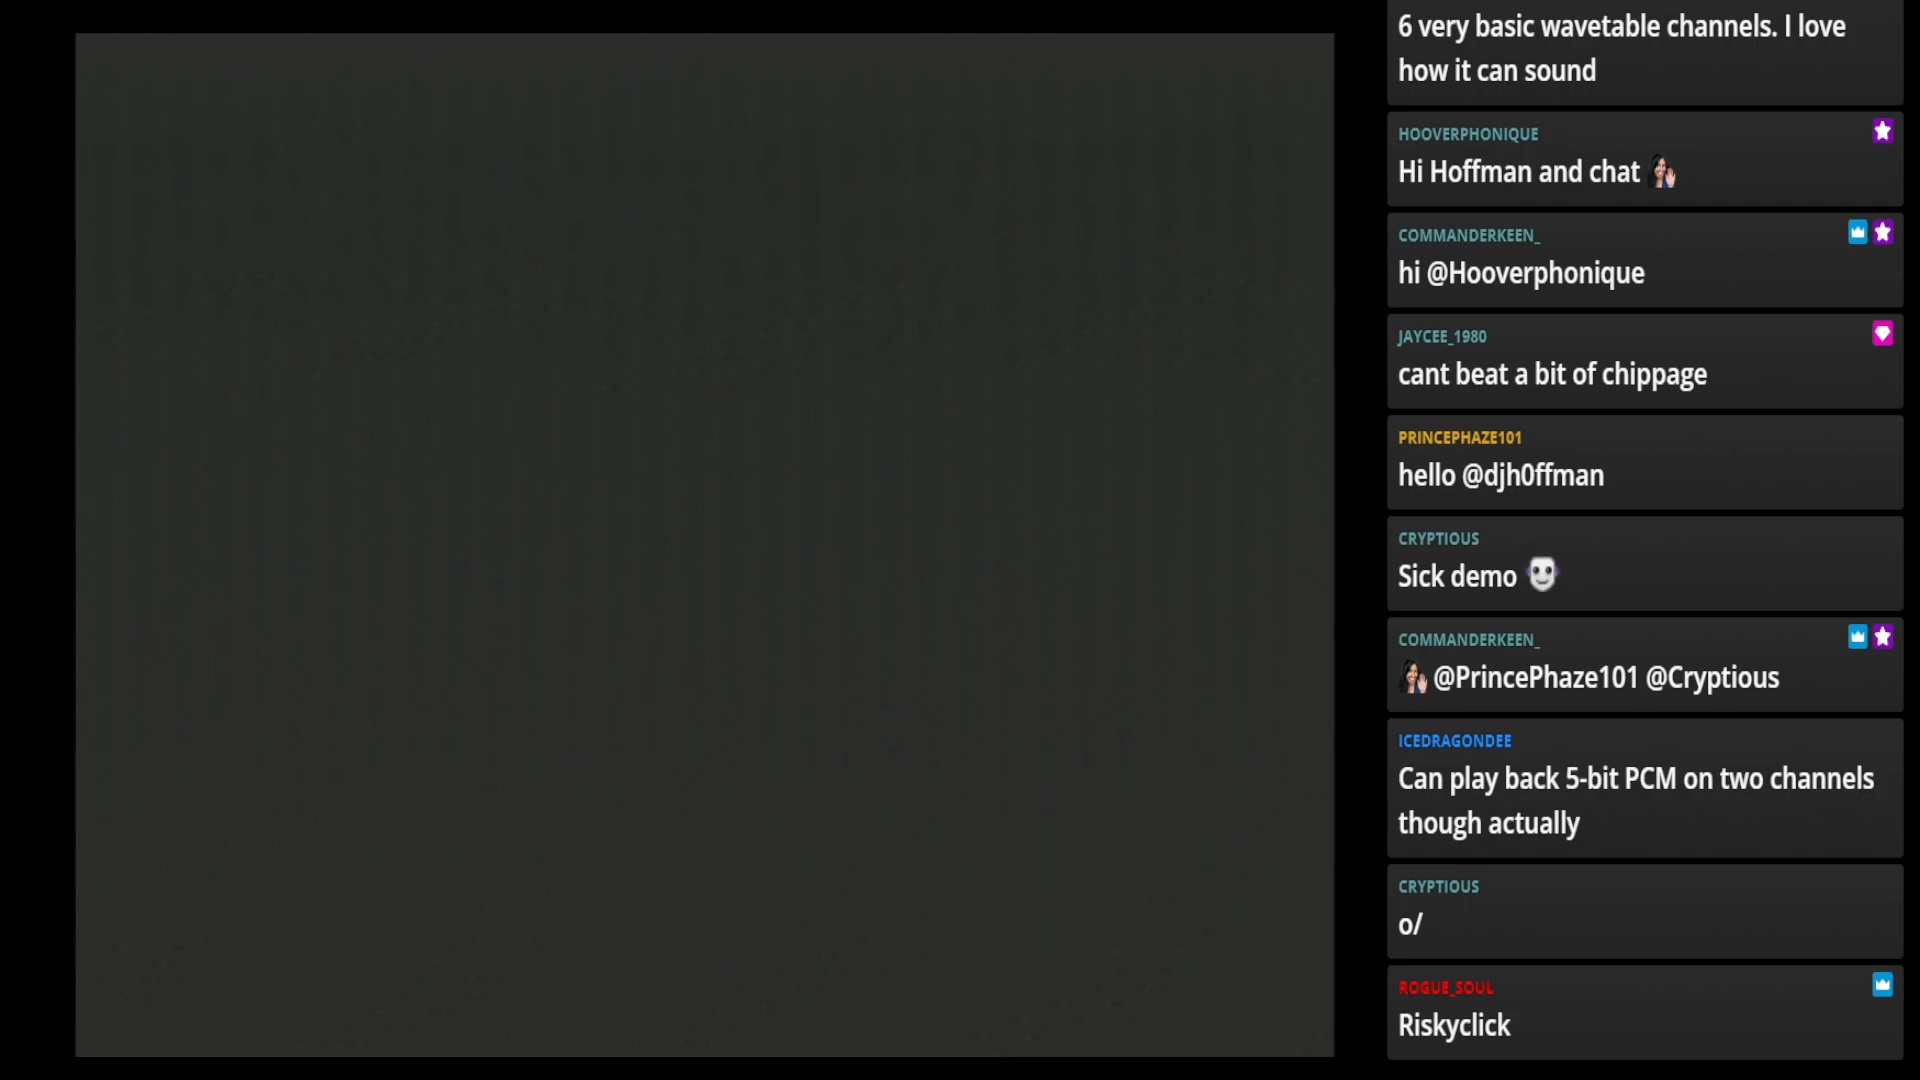 6 very basic wavetable channels. I love
how it can sound
HOOVERPHONIQUE
Hi Hoffman and chat
COMMANDERKEEN_
hi @Hooverphonique
JAYCEE_1980
cant beat a bit of chippage
PRINCEPHAZE101
hello @djh0ffman
CRYPTIOUS
Sick demo
COMMANDERKEEN_
@PrincePhaze101 @Cryptious
ICEDRAGONDEE
Can play back 5-bit PCM on two channels
though actually
CRYPTIOUS
o/
ROGUE_SOUL
Riskyclick